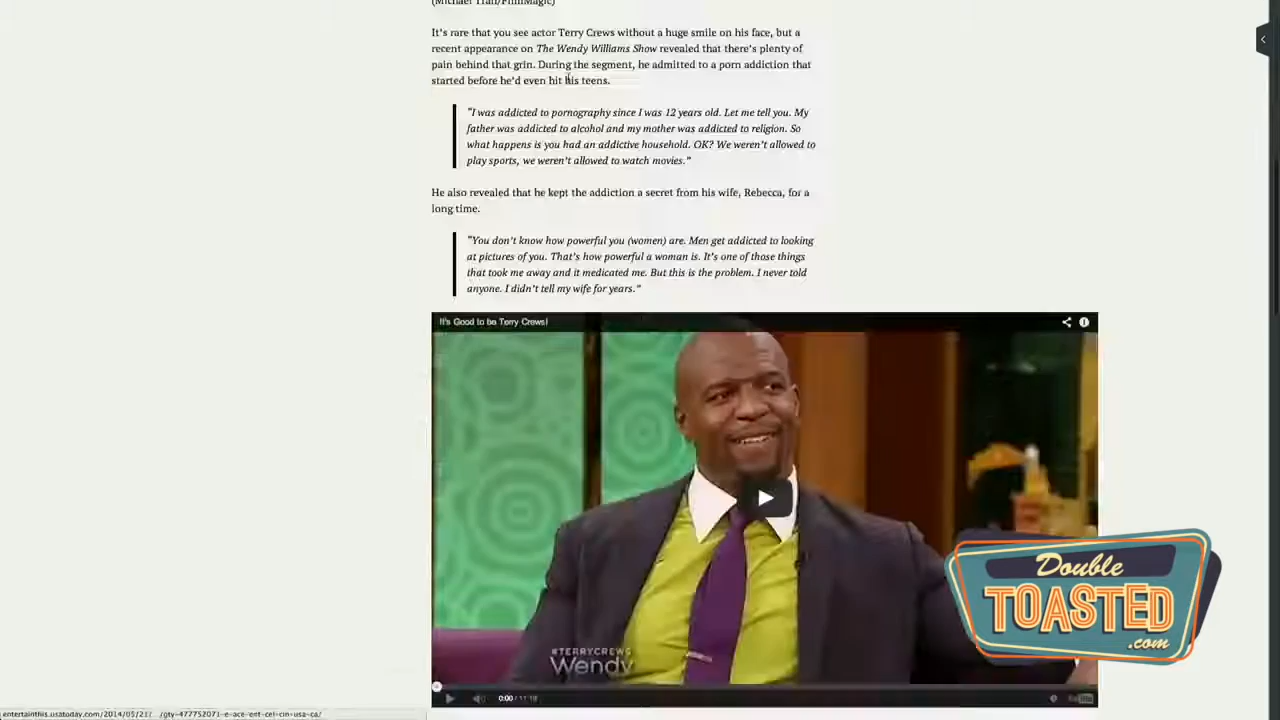 (Michael Tran/FilmMagic)
It's rare that you see actor Terry Crews without a huge smile on his face, but a
recent appearance on The Wendy Williams Show revealed that there's plenty of
pain behind that grin. During the segment, he admitted to a porn addiction that
started before he'd even hit his teens.
"I was addicted to pornography since I was 12 years old. Let me tell you. My
father was addicted to alcohol and my mother was addicted to religion. So
what happens is you had an addictive household. OK? We weren't allowed to
play sports, we weren't allowed to watch movies."
He also revealed that he kept the addiction a secret from his wife, Rebecca, for a
long time.
"You don't know how powerful you (women) are. Men get addicted to looking
at pictures of you. That's how powerful a woman is. It's one of those things
that took me away and it medicated me. But this is the problem. I never told
anyone. I didn't tell my wife for years."
It's Good to be Terry Crews!
Double
TOASTED
.com
#TERRYCREWS
Wendy
0:00 / 11:19
YouTube